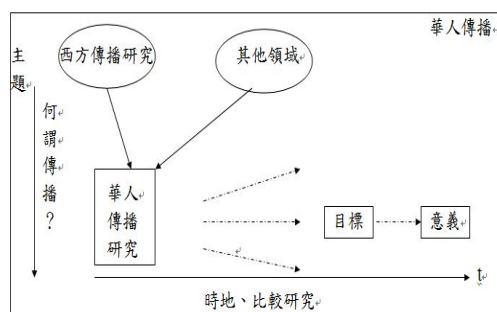 華人傳播
主
題
西方傳播研究
其他領域
何
謂
傳
播
？
華人
傳播
研究
目標
意義
t
時地、比較研究